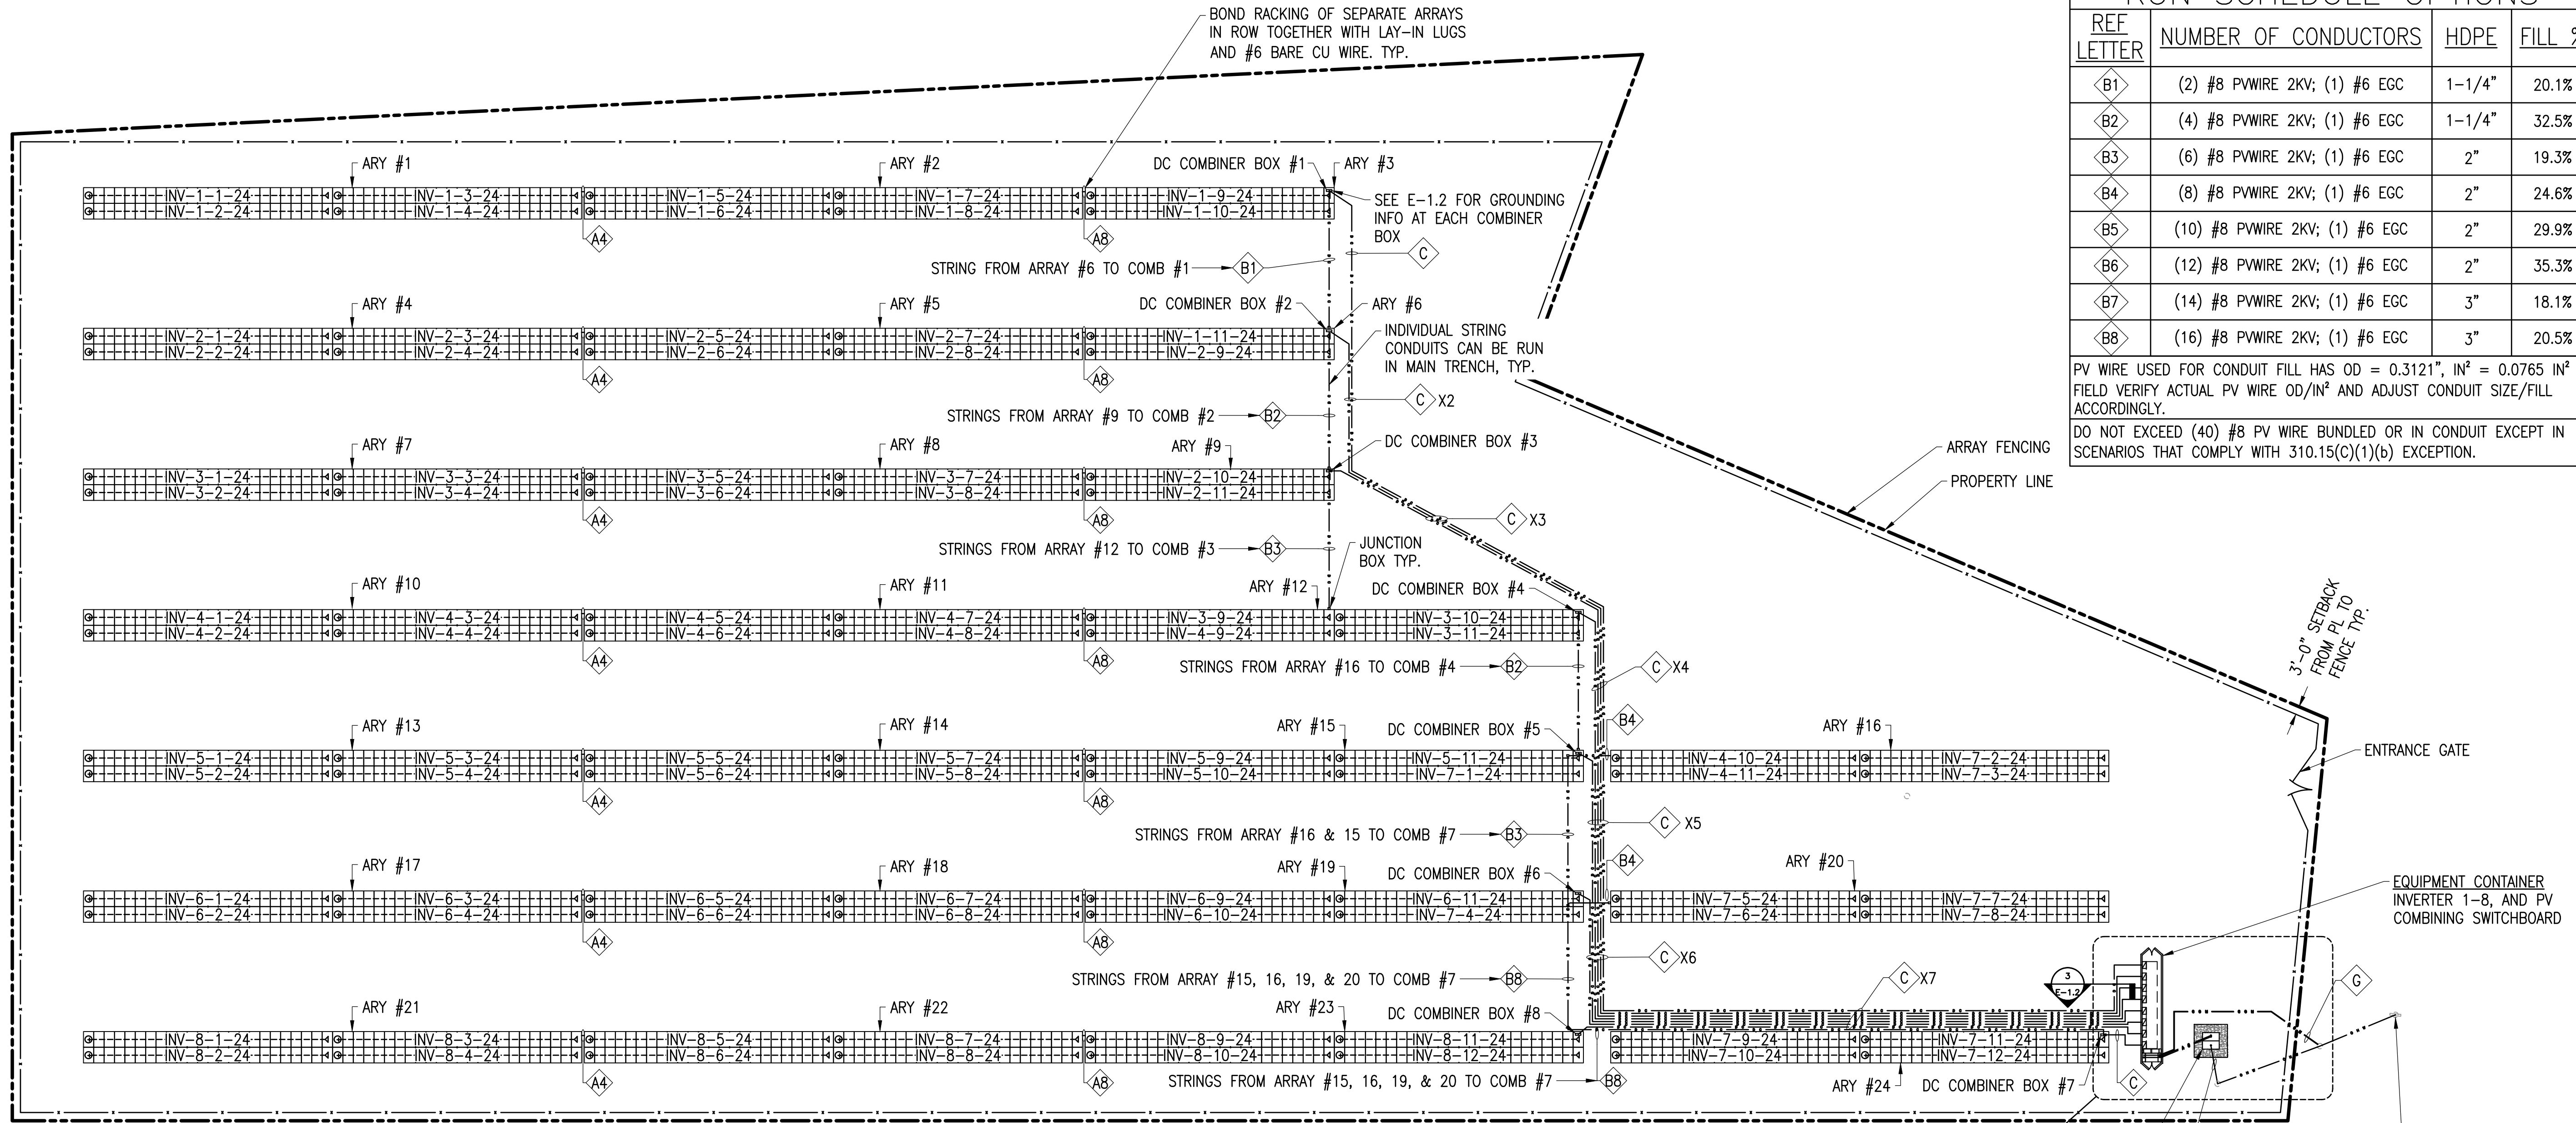 BOND RACKING OF SEPARATE ARRAYS
IN ROW TOGETHER WITH LAY-IN LUGS
AND #6 BARE CU WIRE. TYP.
REF LETTER NUMBER OF CONDUCTORS HDPE FILL %
B1 (2) #8 PVWIRE 2KV; (1) #6 EGC 1-1/4" 20.1%
B2 (4) #8 PVWIRE 2KV; (1) #6 EGC 1-1/4" 32.5%
B3 (6) #8 PVWIRE 2KV; (1) #6 EGC 2" 19.3%
B4 (8) #8 PVWIRE 2KV; (1) #6 EGC 2" 24.6%
B5 (10) #8 PVWIRE 2KV; (1) #6 EGC 2" 29.9%
B6 (12) #8 PVWIRE 2KV; (1) #6 EGC 2" 35.3%
B7 (14) #8 PVWIRE 2KV; (1) #6 EGC 3" 18.1%
B8 (16) #8 PVWIRE 2KV; (1) #6 EGC 3" 20.5%
PV WIRE USED FOR CONDUIT FILL HAS OD = 0.3121", IN² = 0.0765 IN²
FIELD VERIFY ACTUAL PV WIRE OD/IN² AND ADJUST CONDUIT SIZE/FILL
ACCORDINGLY.
DO NOT EXCEED (40) #8 PV WIRE BUNDLED OR IN CONDUIT EXCEPT IN
SCENARIOS THAT COMPLY WITH 310.15(C)(1)(b) EXCEPTION.
ARY #1 ARY #2 DC COMBINER BOX #1 ARY #3
INV-1-1-24 INV-1-3-24 INV-1-5-24 INV-1-7-24 INV-1-9-24
INV-1-2-24 INV-1-4-24 INV-1-6-24 INV-1-8-24 INV-1-10-24
SEE E-1.2 FOR GROUNDING
INFO AT EACH COMBINER
BOX
A4 A8
STRING FROM ARRAY #6 TO COMB #1 B1 C
ARY #4 ARY #5 DC COMBINER BOX #2 ARY #6
INV-2-1-24 INV-2-3-24 INV-2-5-24 INV-2-7-24 INV-1-11-24
INV-2-2-24 INV-2-4-24 INV-2-6-24 INV-2-8-24 INV-2-9-24
INDIVIDUAL STRING
CONDUITS CAN BE RUN
IN MAIN TRENCH, TYP.
A4 A8
STRINGS FROM ARRAY #9 TO COMB #2 B2 C X2
ARY #7 ARY #8 ARY #9 DC COMBINER BOX #3
INV-3-1-24 INV-3-3-24 INV-3-5-24 INV-3-7-24 INV-2-10-24
INV-3-2-24 INV-3-4-24 INV-3-6-24 INV-3-8-24 INV-2-11-24
ARRAY FENCING
PROPERTY LINE
A4 A8 C X3
STRINGS FROM ARRAY #12 TO COMB #3 B3
JUNCTION
BOX TYP.
ARY #10 ARY #11 ARY #12 DC COMBINER BOX #4
INV-4-1-24 INV-4-3-24 INV-4-5-24 INV-4-7-24 INV-3-9-24 INV-3-10-24
INV-4-2-24 INV-4-4-24 INV-4-6-24 INV-4-8-24 INV-4-9-24 INV-3-11-24
3'-0" SETBACK
FROM PL TO
FENCE TYP.
A4 A8
STRINGS FROM ARRAY #16 TO COMB #4 B2 C X4
B4
ARY #13 ARY #14 ARY #15 DC COMBINER BOX #5 ARY #16
INV-5-1-24 INV-5-3-24 INV-5-5-24 INV-5-7-24 INV-5-9-24 INV-5-11-24 INV-4-10-24 INV-7-2-24
INV-5-2-24 INV-5-4-24 INV-5-6-24 INV-5-8-24 INV-5-10-24 INV-7-1-24 INV-4-11-24 INV-7-3-24
ENTRANCE GATE
A4 A8
STRINGS FROM ARRAY #16 & 15 TO COMB #7 B3 C X5
B4
ARY #17 ARY #18 ARY #19 DC COMBINER BOX #6 ARY #20
INV-6-1-24 INV-6-3-24 INV-6-5-24 INV-6-7-24 INV-6-9-24 INV-6-11-24 INV-7-5-24 INV-7-7-24
INV-6-2-24 INV-6-4-24 INV-6-6-24 INV-6-8-24 INV-6-10-24 INV-7-4-24 INV-7-6-24 INV-7-8-24
EQUIPMENT CONTAINER
INVERTER 1-8, AND PV
COMBINING SWITCHBOARD
A4 A8
STRINGS FROM ARRAY #15, 16, 19, & 20 TO COMB #7 B8 C X6
C X7
3
E-1.2
G
ARY #21 ARY #22 ARY #23 DC COMBINER BOX #8
INV-8-1-24 INV-8-3-24 INV-8-5-24 INV-8-7-24 INV-8-9-24 INV-8-11-24 INV-7-9-24 INV-7-11-24
INV-8-2-24 INV-8-4-24 INV-8-6-24 INV-8-8-24 INV-8-10-24 INV-8-12-24 INV-7-10-24 INV-7-12-24
A4 A8
STRINGS FROM ARRAY #15, 16, 19, & 20 TO COMB #7 B8
ARY #24 DC COMBINER BOX #7 C